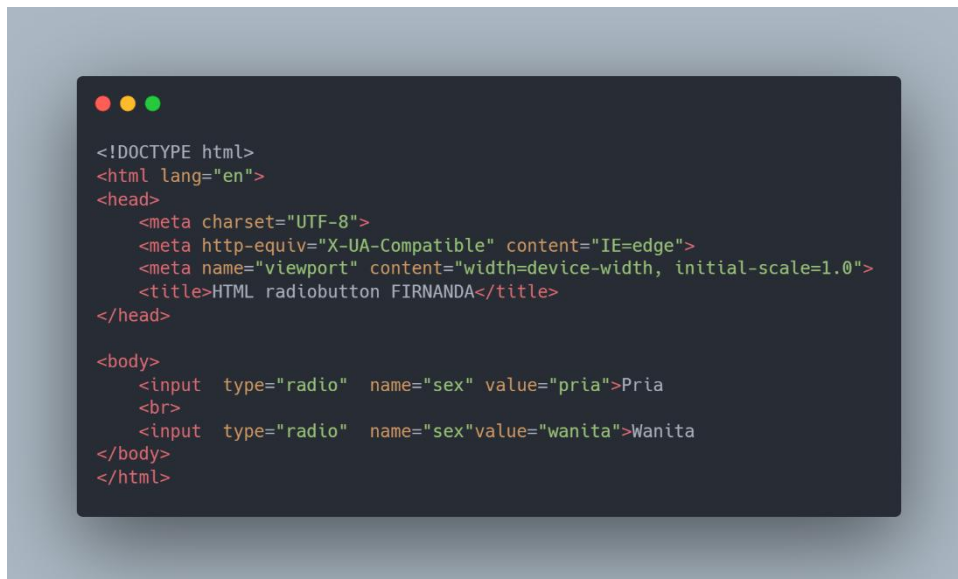 <!DOCTYPE html>
<html lang="en">
<head>
    <meta charset="UTF-8">
    <meta http-equiv="X-UA-Compatible" content="IE=edge">
    <meta name="viewport" content="width=device-width, initial-scale=1.0">
    <title>HTML radiobutton FIRNANDA</title>
</head>

<body>
    <input  type="radio"  name="sex" value="pria">Pria
    <br>
    <input  type="radio"  name="sex"value="wanita">Wanita
</body>
</html>